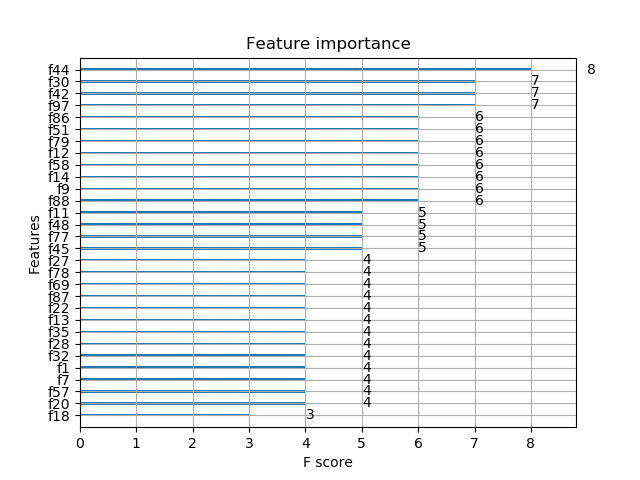 Feature importance
f44 8
f30 7
f42 7
f97 7
f86 6
f51 6
f79 6
f12 6
f58 6
f14 6
f9 6
f88 6
f11 5
f48 5
f77 5
f45 5
f27 4
f78 4
f69 4
f87 4
f22 4
f13 4
f35 4
f28 4
f32 4
f1 4
f7 4
f57 4
f20 4
f18 3
Features
0 1 2 3 4 5 6 7 8
F score